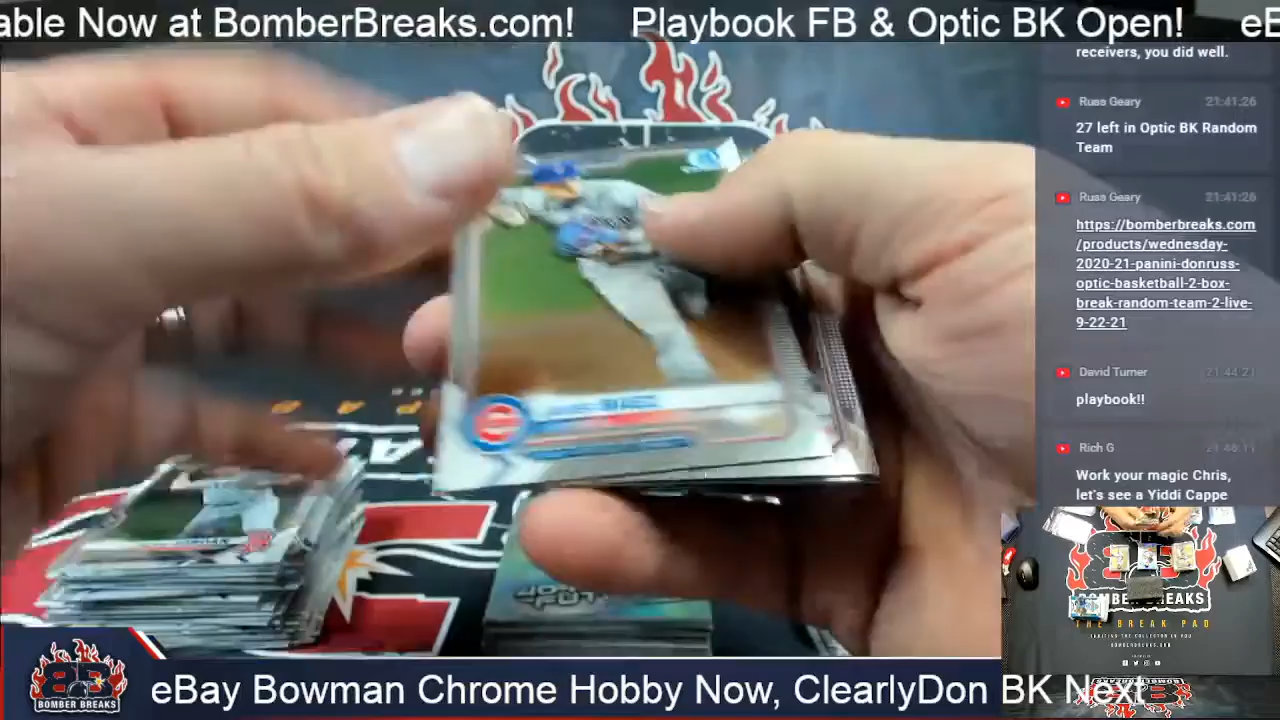 able Now at BomberBreaks.com!  Playbook FB & Optic BK Open!  eE
receivers, you did well.
Russ Geary 21:41:26
27 left in Optic BK Random
Team
Russ Geary 21:41:26
https://bomberbreaks.com
/products/wednesday-
2020-21-panini-donruss-
optic-basketball-2-box-
break-random-team-2-live-
9-22-21
David Turner 21:44:21
playbook!!
Rich G
Work your magic Chris,
let's see a Yiddi Cappe
BOMBER BREAKS
THE BREAK PAD
BOMBER BREAKS
eBay Bowman Chrome Hobby Now, ClearlyDon BK Next